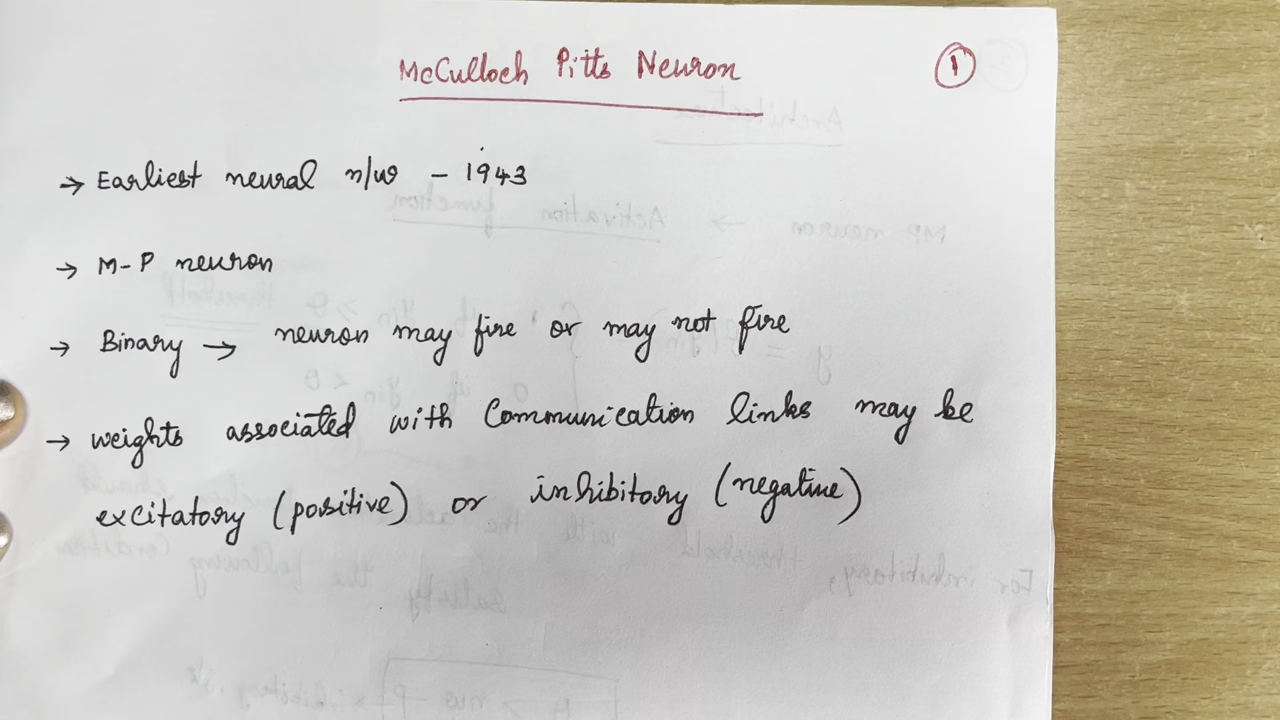 McCulloch Pitts Neuron 1
→ Earliest neural n/w - 1943
→ M-P neuron
→ Binary → neuron may fire or may not fire
→ weights associated with Communication links may be
excitatory (positive) or inhibitory (negative)